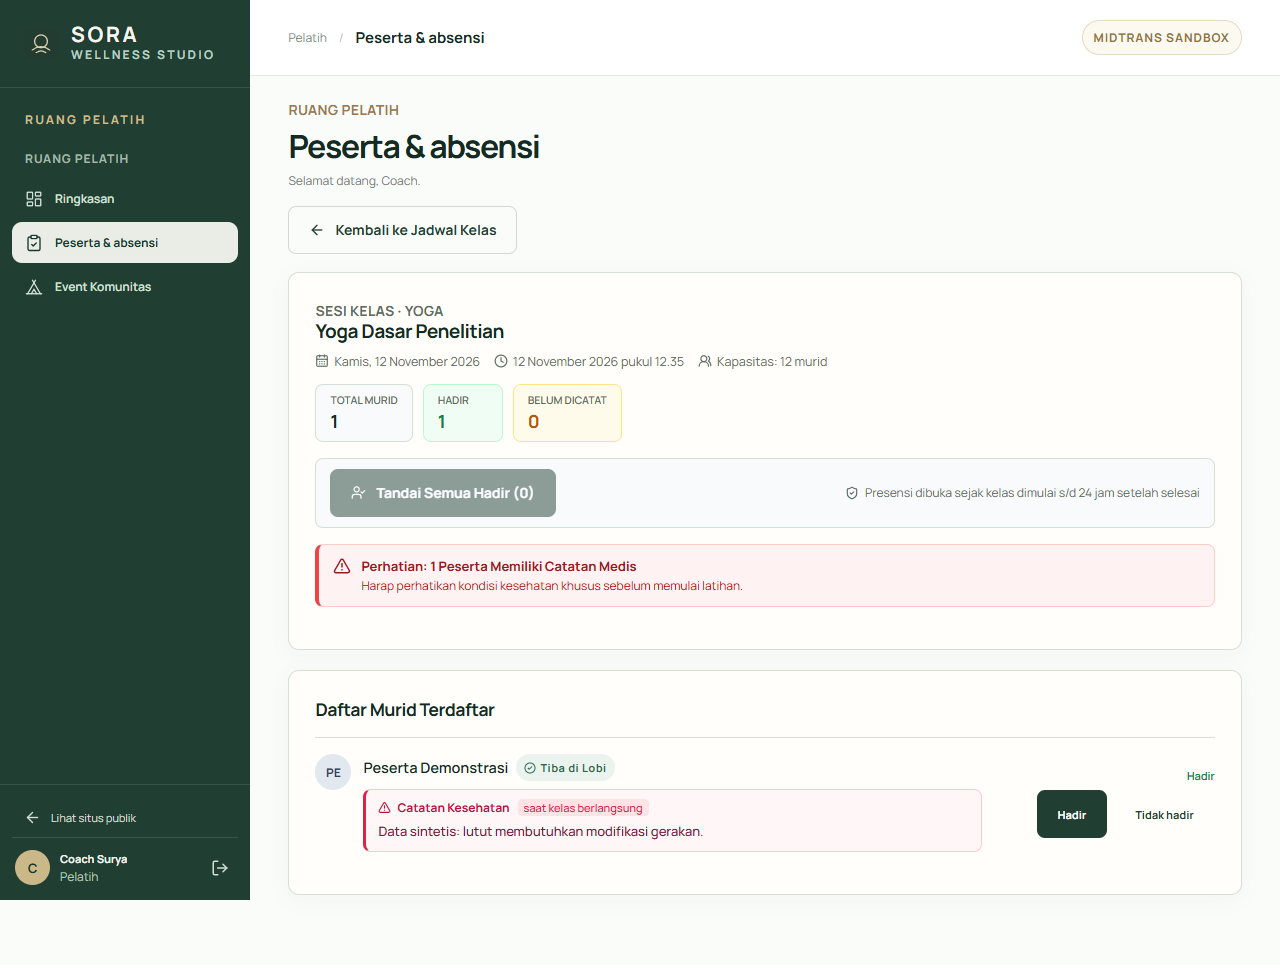 SORA
WELLNESS STUDIO
RUANG PELATIH
RUANG PELATIH
Ringkasan
Peserta & absensi
Event Komunitas
Lihat situs publik
C
Coach Surya
Pelatih
Pelatih / Peserta & absensi
MIDTRANS SANDBOX
RUANG PELATIH
Peserta & absensi
Selamat datang, Coach.
Kembali ke Jadwal Kelas
SESI KELAS · YOGA
Yoga Dasar Penelitian
Kamis, 12 November 2026 12 November 2026 pukul 12.35 Kapasitas: 12 murid
TOTAL MURID HADIR BELUM DICATAT
1 1 0
Tandai Semua Hadir (0) Presensi dibuka sejak kelas dimulai s/d 24 jam setelah selesai
Perhatian: 1 Peserta Memiliki Catatan Medis
Harap perhatikan kondisi kesehatan khusus sebelum memulai latihan.
Daftar Murid Terdaftar
PE Peserta Demonstrasi Tiba di Lobi
Hadir
Catatan Kesehatan saat kelas berlangsung
Data sintetis: lutut membutuhkan modifikasi gerakan.
Hadir Tidak hadir